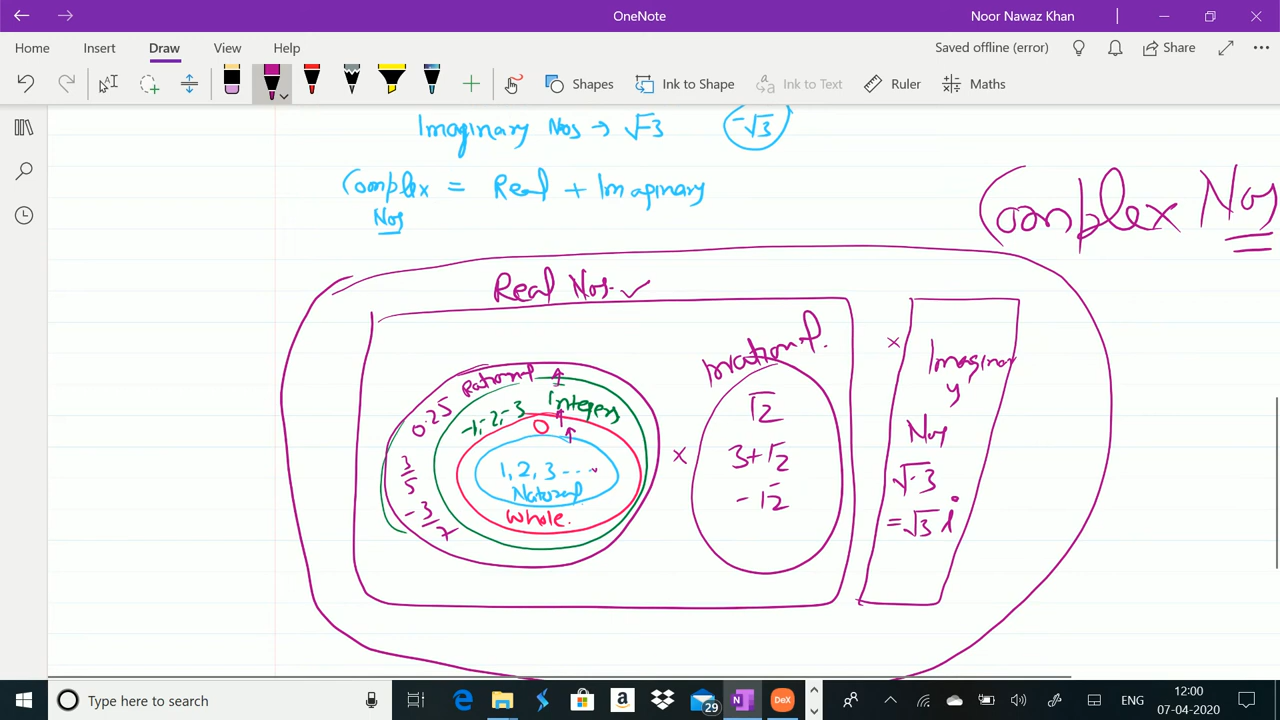 OneNote
Noor Nawaz Khan
Home Insert Draw View Help
Saved offline (error)
Share
Shapes
Ink to Shape
Ink to Text
Ruler
Maths
Imaginary Nos → √-3
-√3
Complex = Real + Imaginary
Nos
Complex Nos
Real Nos. ✓
Rational ↑
0.25
Integers
-1,-2,-3
0
1, 2, 3 ----
Natural
Whole.
3/5
-3/7
×
Irrational.
√2
3+√2
-√2
×
Imaginar
y
Nos
√-3
= √3 i
Type here to search
29
ENG
12:00
07-04-2020